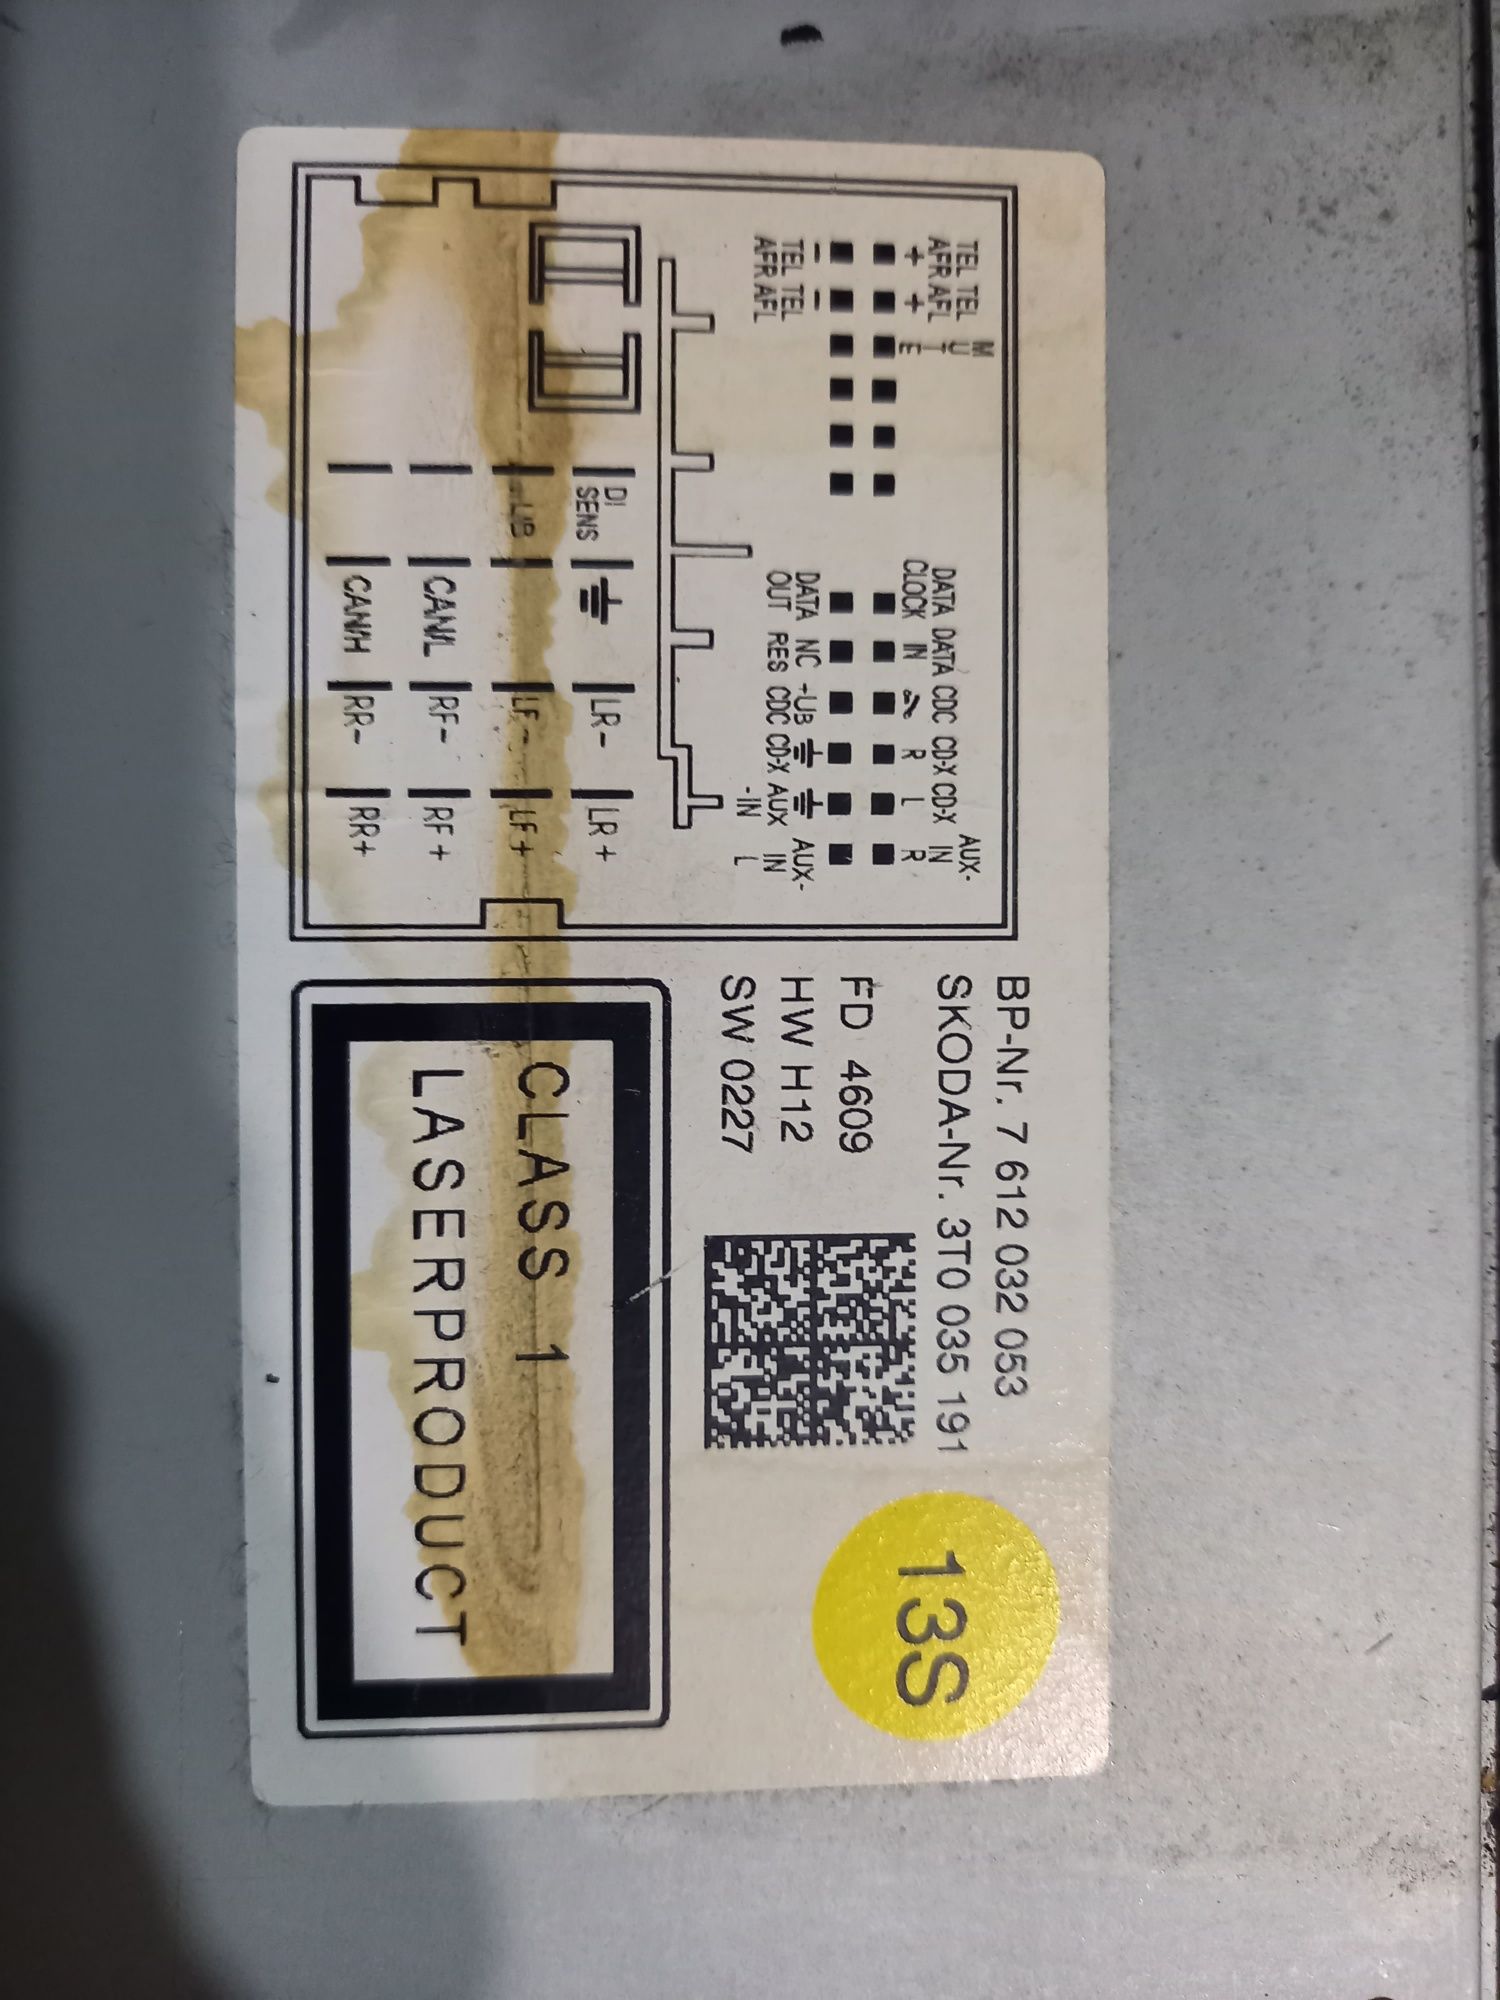 TEL TEL M
AFR AFL U
+ + T
E
- -
TEL TEL
AFR AFL
AUX-
DATA DATA CDC CD-X CD-X IN
CLOCK IN R L R
DATA NC +UB AUX-
OUT RES CDC CD-X AUX IN
-IN L
DI
SENS LR- LR+
LF- LF+
CAN/L RF- RF+
CAN/H RR- RR+
BP-Nr. 7 612 032 053
SKODA-Nr. 3T0 035 191
FD 4609
HW H12
SW 0227
13S
CLASS 1
LASERPRODUCT